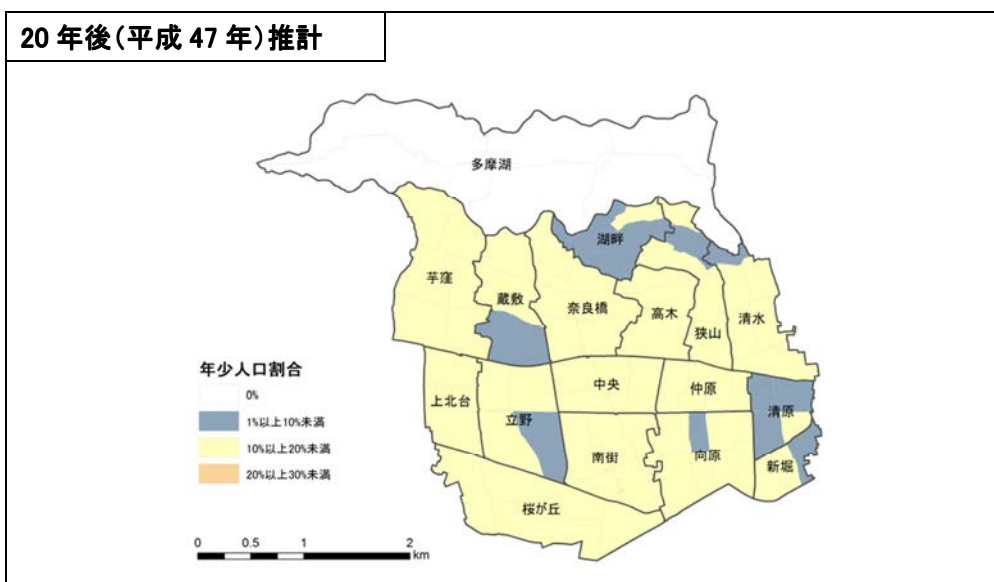 20 年後(平成 47 年)推計
多摩湖
湖畔
芋窪
蔵敷
奈良橋
高木
狭山
清水
年少人口割合
0%
1%以上10%未満
10%以上20%未満
20%以上30%未満
上北台
立野
中央
仲原
清原
南街
向原
新堀
桜が丘
0 0.5 1 2
km